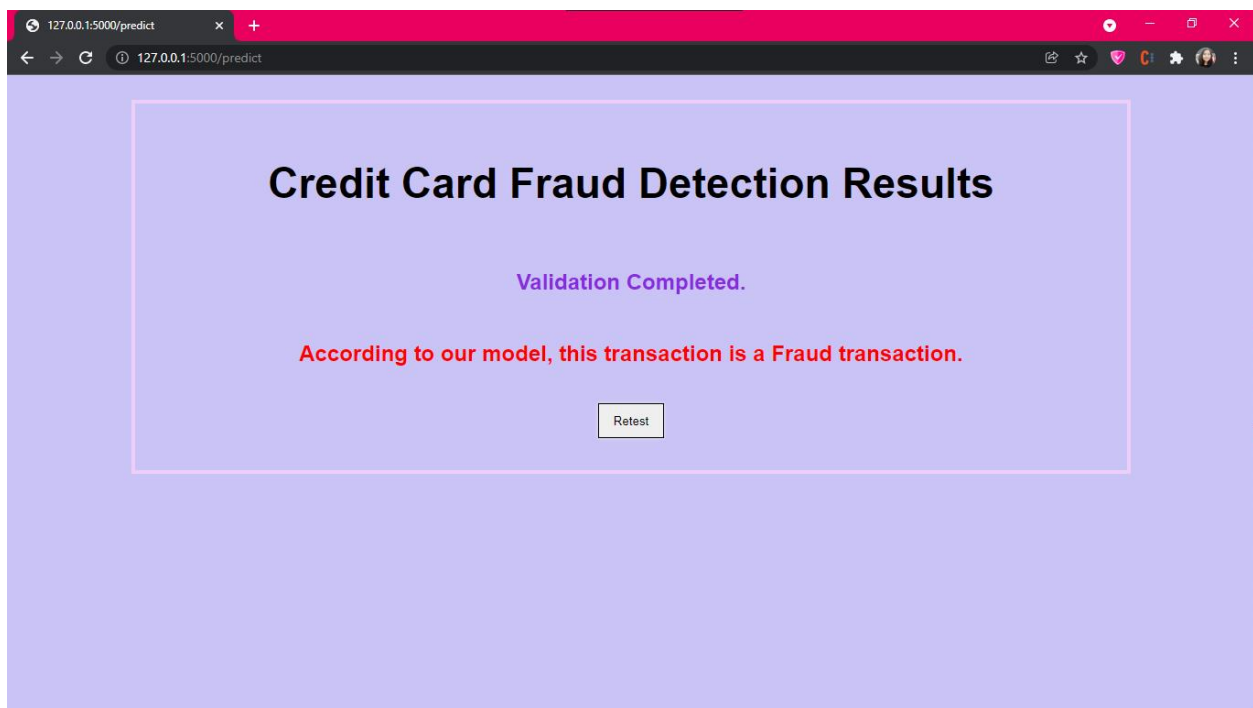 127.0.0.1:5000/predict
127.0.0.1:5000/predict
Credit Card Fraud Detection Results
Validation Completed.
According to our model, this transaction is a Fraud transaction.
Retest